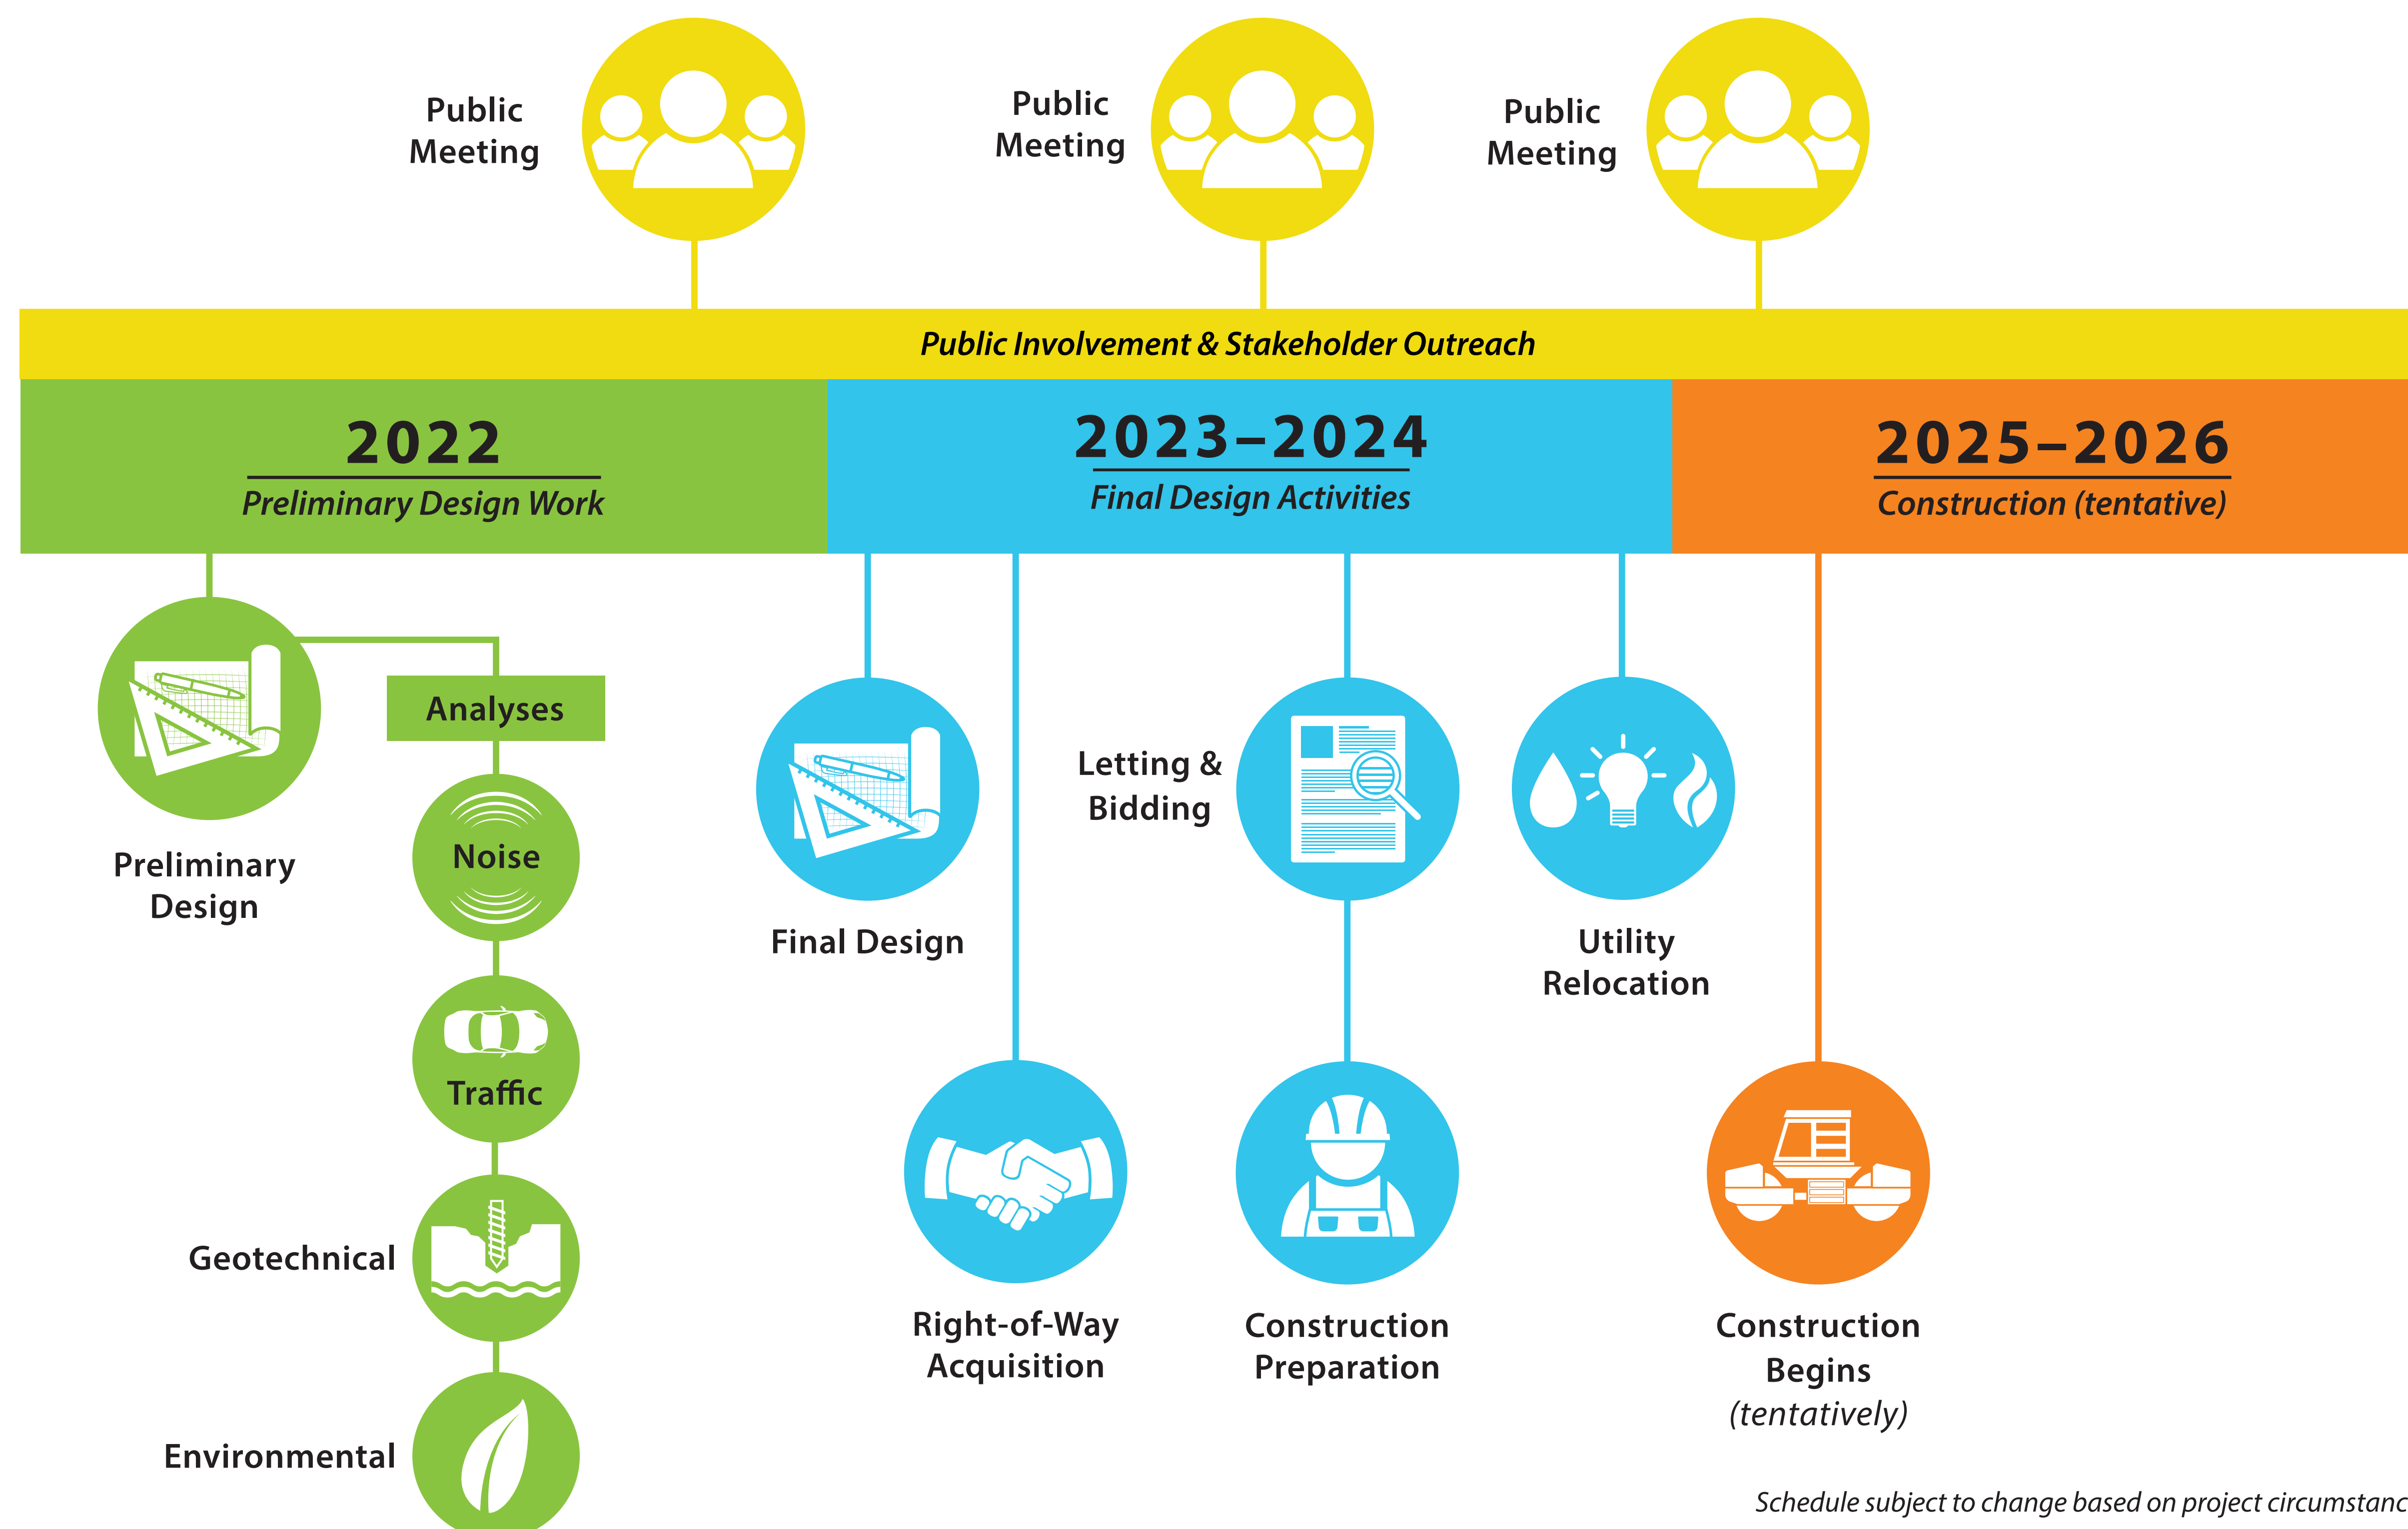 Public
Meeting
Public
Meeting
Public
Meeting
Public Involvement & Stakeholder Outreach
2022
Preliminary Design Work
2023–2024
Final Design Activities
2025–2026
Construction (tentative)
Preliminary
Design
Analyses
Noise
Traffic
Geotechnical
Environmental
Final Design
Right-of-Way
Acquisition
Letting &
Bidding
Construction
Preparation
Utility
Relocation
Construction
Begins
(tentatively)
Schedule subject to change based on project circumstanc